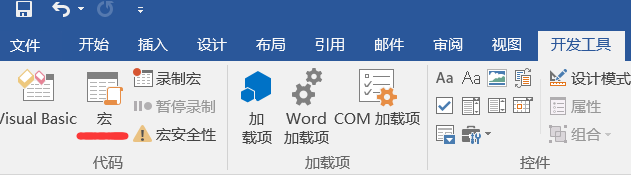 文件 开始 插入 设计 布局 引用 邮件 审阅 视图 开发工具
Visual Basic 宏 录制宏 暂停录制 宏安全性
加载项 Word 加载项 COM 加载项
Aa Aa 设计模式 属性 组合
代码 加载项 控件